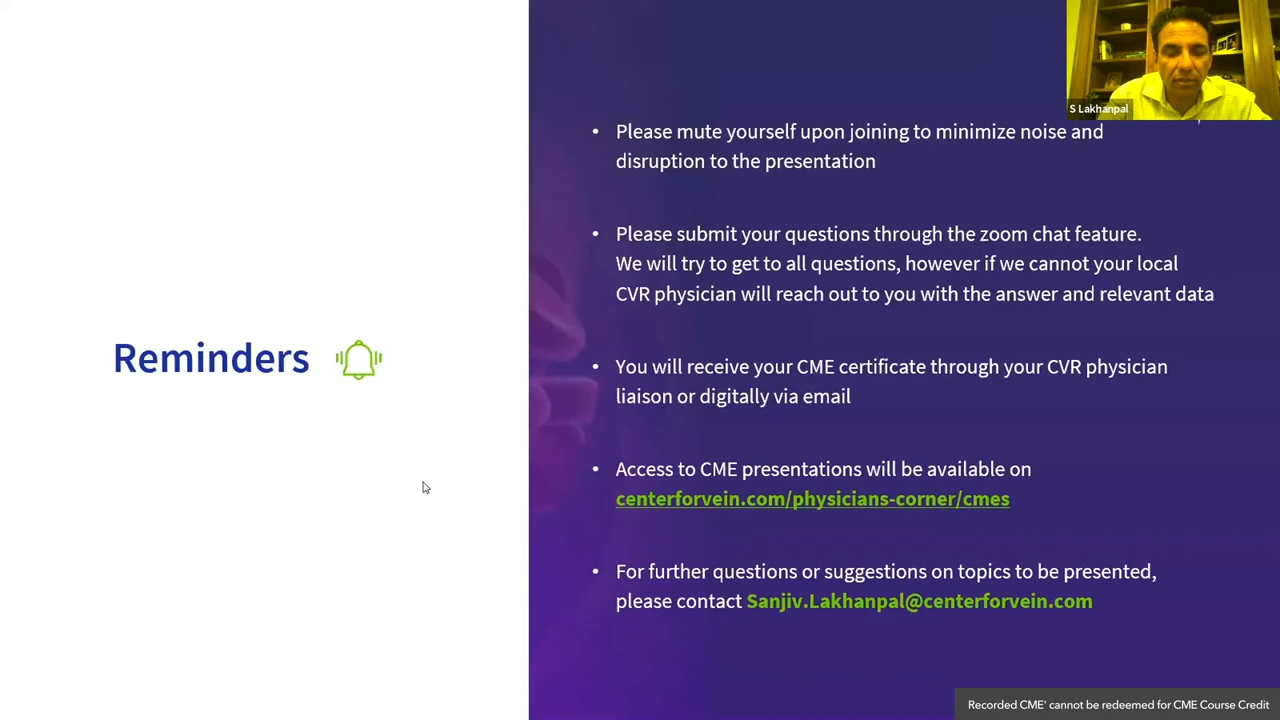 S Lakhanpal
• Please mute yourself upon joining to minimize noise and
disruption to the presentation
• Please submit your questions through the zoom chat feature.
We will try to get to all questions, however if we cannot your local
CVR physician will reach out to you with the answer and relevant data
Reminders
• You will receive your CME certificate through your CVR physician
liaison or digitally via email
• Access to CME presentations will be available on
centerforvein.com/physicians-corner/cmes
• For further questions or suggestions on topics to be presented,
please contact Sanjiv.Lakhanpal@centerforvein.com
Recorded CME' cannot be redeemed for CME Course Credit